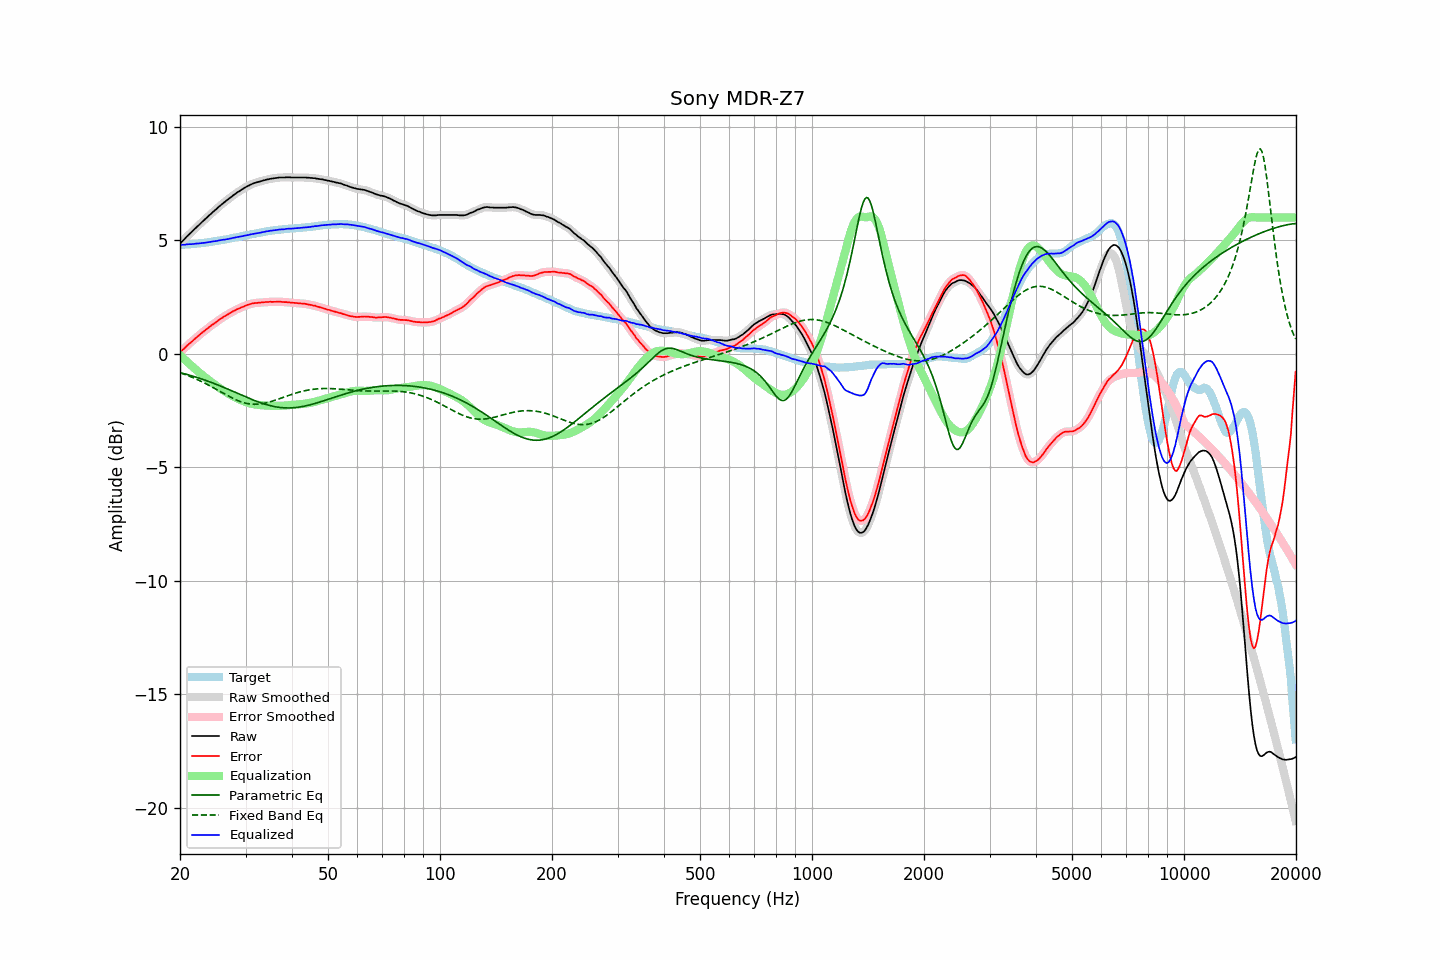 Sony MDR-Z7
Amplitude (dBr)
10
5
0
−5
−10
−15
−20
Target
Raw Smoothed
Error Smoothed
Raw
Error
Equalization
Parametric Eq
Fixed Band Eq
Equalized
20 50 100 200 500 1000 2000 5000 10000 20000
Frequency (Hz)